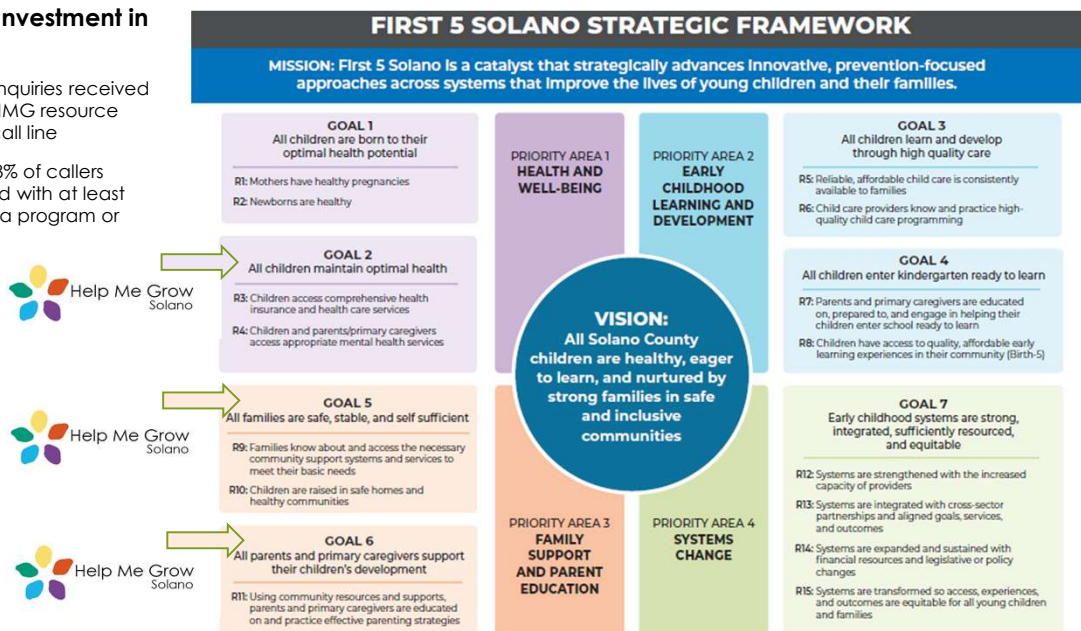 nvestment in
nquiries received
MG resource
all line
3% of callers
d with at least
a program or
Help Me Grow
Solano
Help Me Grow
Solano
Help Me Grow
Solano
FIRST 5 SOLANO STRATEGIC FRAMEWORK
MISSION: First 5 Solano is a catalyst that strategically advances innovative, prevention-focused
approaches across systems that improve the lives of young children and their families.
GOAL 1
All children are born to their
optimal health potential
R1: Mothers have healthy pregnancies
R2: Newborns are healthy
GOAL 2
All children maintain optimal health
R3: Children access comprehensive health
insurance and health care services
R4: Children and parents/primary caregivers
access appropriate mental health services
PRIORITY AREA 1
HEALTH AND
WELL-BEING
PRIORITY AREA 2
EARLY
CHILDHOOD
LEARNING AND
DEVELOPMENT
GOAL 3
All children learn and develop
through high quality care
R5: Reliable, affordable child care is consistently
available to families
R6: Child care providers know and practice high-
quality child care programming
GOAL 4
All children enter kindergarten ready to learn
R7: Parents and primary caregivers are educated
on, prepared to, and engage in helping their
children enter school ready to learn
R8: Children have access to quality, affordable early
learning experiences in their community (Birth-5)
VISION:
All Solano County
children are healthy, eager
to learn, and nurtured by
strong families in safe
and inclusive
communities
GOAL 5
All families are safe, stable, and self sufficient
R9: Families know about and access the necessary
community support systems and services to
meet their basic needs
R10: Children are raised in safe homes and
healthy communities
GOAL 6
All parents and primary caregivers support
their children's development
R11: Using community resources and supports,
parents and primary caregivers are educated
on and practice effective parenting strategies
PRIORITY AREA 3
FAMILY
SUPPORT
AND PARENT
EDUCATION
PRIORITY AREA 4
SYSTEMS
CHANGE
GOAL 7
Early childhood systems are strong,
integrated, sufficiently resourced,
and equitable
R12: Systems are strengthened with the increased
capacity of providers
R13: Systems are integrated with cross-sector
partnerships and aligned goals, services,
and outcomes
R14: Systems are expanded and sustained with
financial resources and legislative or policy
changes
R15: Systems are transformed so access, experiences,
and outcomes are equitable for all young children
and families